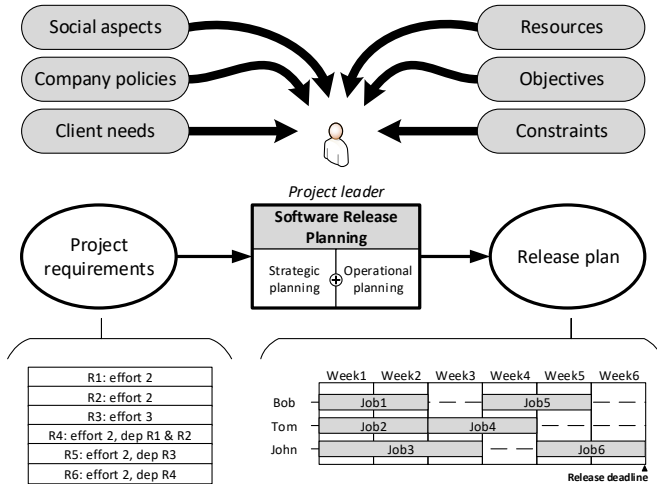 Social aspects
Resources
Company policies
Objectives
Client needs
Constraints
Project leader
Project
requirements
Software Release
Planning
Strategic
planning
Operational
planning
Release plan
R1: effort 2
R2: effort 2
R3: effort 3
R4: effort 2, dep R1 & R2
R5: effort 2, dep R3
R6: effort 2, dep R4
Week1 Week2 Week3 Week4 Week5 Week6
Bob Job1 Job5
Tom Job2 Job4
John Job3 Job6
Release deadline